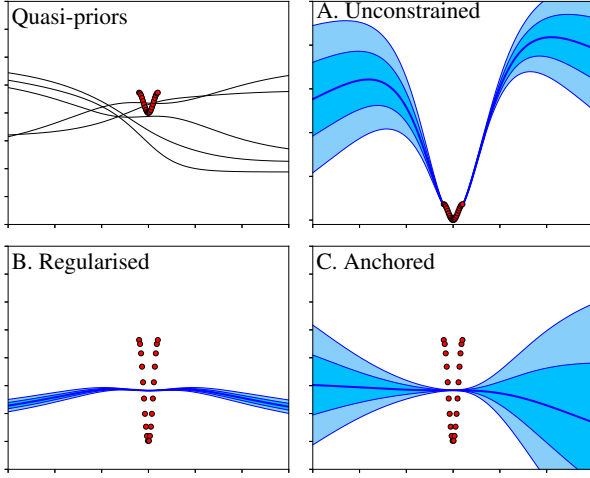 Quasi-priors
A. Unconstrained
B. Regularised
C. Anchored